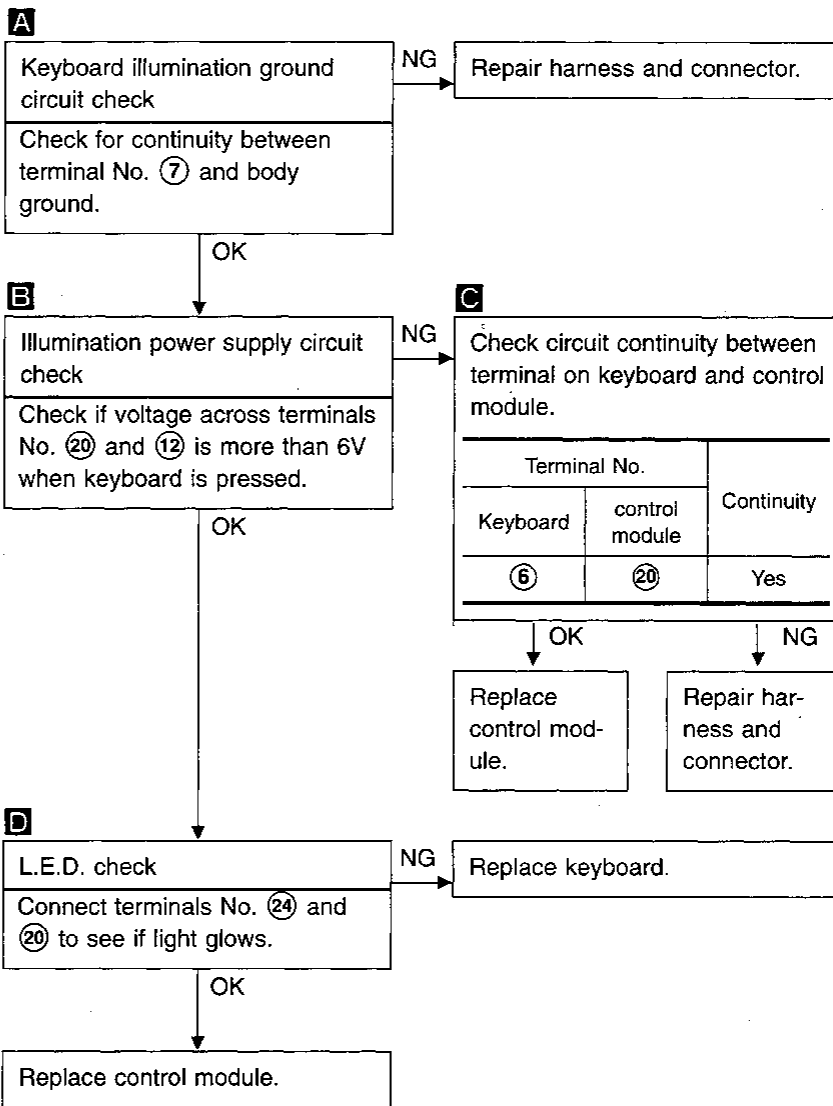 A
Keyboard illumination ground
circuit check
Check for continuity between
terminal No. ⑦ and body
ground.
NG
Repair harness and connector.
OK
B
Illumination power supply circuit
check
Check if voltage across terminals
No. ⑳ and ⑫ is more than 6V
when keyboard is pressed.
NG
C
Check circuit continuity between
terminal on keyboard and control
module.
Terminal No.
Continuity
Keyboard
control
module
⑥ ⑳ Yes
OK
Replace
control mod-
ule.
NG
Repair har-
ness and
connector.
OK
D
L.E.D. check
Connect terminals No. ㉔ and
⑳ to see if light glows.
NG
Replace keyboard.
OK
Replace control module.